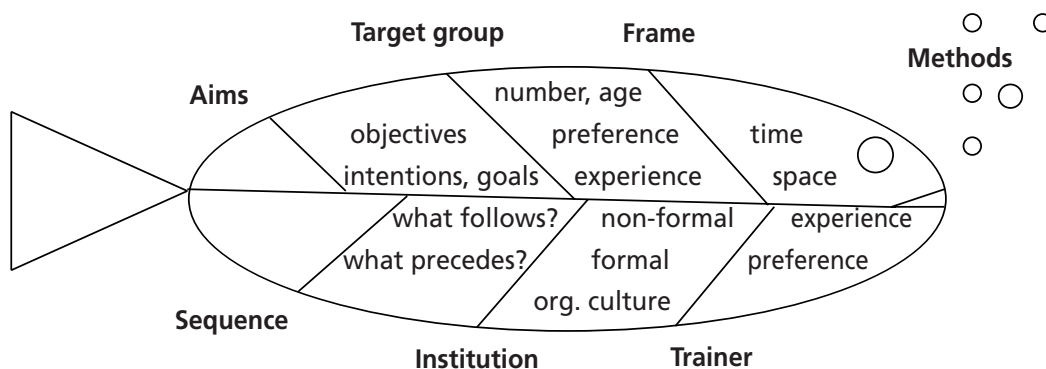 Target group
Frame
Methods
Aims
number, age
objectives
preference
time
intentions, goals
experience
space
what follows?
non-formal
experience
what precedes?
formal
preference
org. culture
Sequence
Institution
Trainer